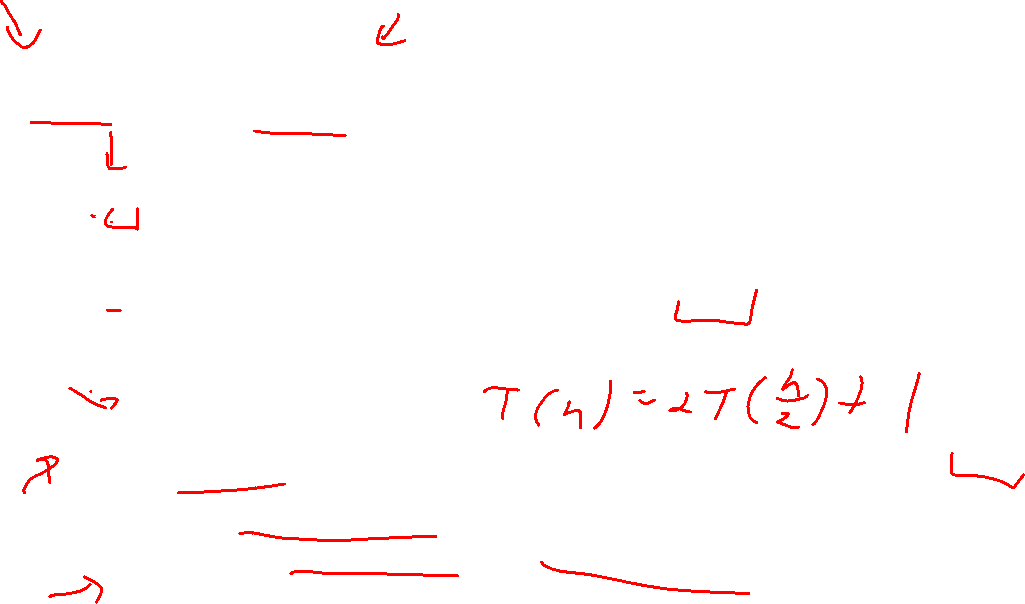 T(n) = 2T(n/2) + 1